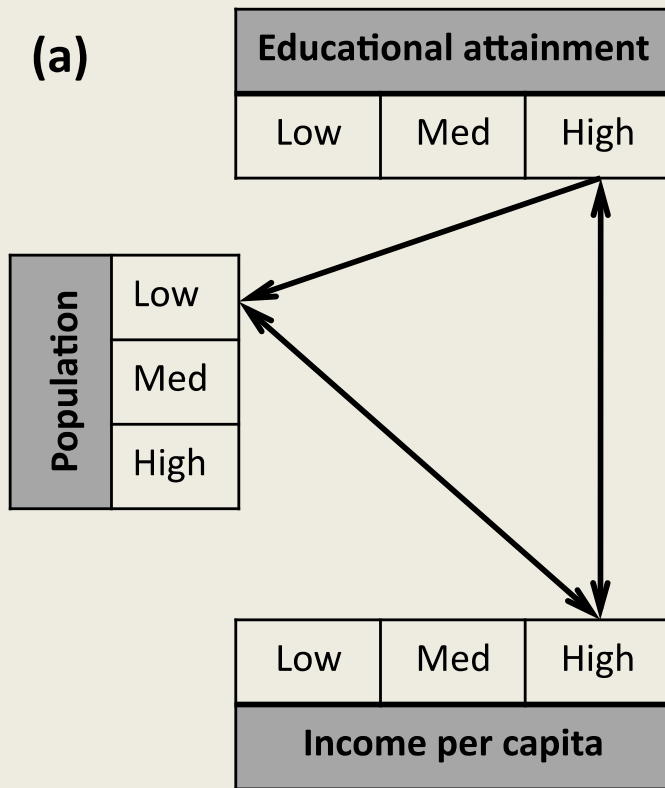 (a)
Educational attainment
Low Med High
Population
Low
Med
High
Low Med High
Income per capita